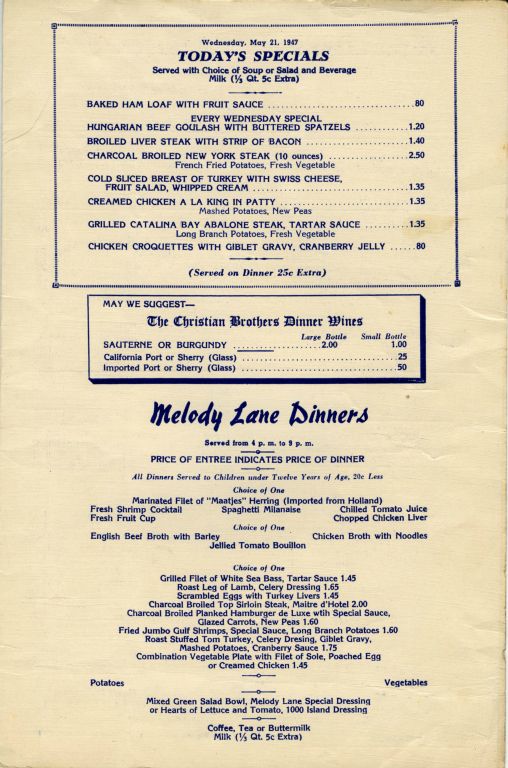 Wednesday, May 21, 1947
TODAY'S SPECIALS
Served with Choice of Soup or Salad and Beverage
Milk (⅓ Qt. 5c Extra)
BAKED HAM LOAF WITH FRUIT SAUCE ........................................80
EVERY WEDNESDAY SPECIAL
HUNGARIAN BEEF GOULASH WITH BUTTERED SPATZELS .............1.20
BROILED LIVER STEAK WITH STRIP OF BACON ...........................1.40
CHARCOAL BROILED NEW YORK STEAK (10 ounces) .....................2.50
French Fried Potatoes, Fresh Vegetable
COLD SLICED BREAST OF TURKEY WITH SWISS CHEESE,
FRUIT SALAD, WHIPPED CREAM .........................................1.35
CREAMED CHICKEN A LA KING IN PATTY ..................................1.35
Mashed Potatoes, New Peas
GRILLED CATALINA BAY ABALONE STEAK, TARTAR SAUCE .........1.35
Long Branch Potatoes, Fresh Vegetable
CHICKEN CROQUETTES WITH GIBLET GRAVY, CRANBERRY JELLY ......80
(Served on Dinner 25c Extra)
MAY WE SUGGEST—
The Christian Brothers Dinner Wines
Large Bottle Small Bottle
SAUTERNE OR BURGUNDY ......................2.00 1.00
California Port or Sherry (Glass) .........................................25
Imported Port or Sherry (Glass) ..........................................50
Melody Lane Dinners
Served from 4 p. m. to 9 p. m.
PRICE OF ENTREE INDICATES PRICE OF DINNER
All Dinners Served to Children under Twelve Years of Age, 20c Less
Choice of One
Marinated Filet of "Maatjes" Herring (Imported from Holland)
Fresh Shrimp Cocktail Spaghetti Milanaise Chilled Tomato Juice
Fresh Fruit Cup Chopped Chicken Liver
Choice of One
English Beef Broth with Barley Chicken Broth with Noodles
Jellied Tomato Bouillon
Choice of One
Grilled Filet of White Sea Bass, Tartar Sauce 1.45
Roast Leg of Lamb, Celery Dressing 1.65
Scrambled Eggs with Turkey Livers 1.45
Charcoal Broiled Top Sirloin Steak, Maitre d'Hotel 2.00
Charcoal Broiled Planked Hamburger de Luxe wtih Special Sauce,
Glazed Carrots, New Peas 1.60
Fried Jumbo Gulf Shrimps, Special Sauce, Long Branch Potatoes 1.60
Roast Stuffed Tom Turkey, Celery Dresing, Giblet Gravy,
Mashed Potatoes, Cranberry Sauce 1.75
Combination Vegetable Plate with Filet of Sole, Poached Egg
or Creamed Chicken 1.45
Potatoes Vegetables
Mixed Green Salad Bowl, Melody Lane Special Dressing
or Hearts of Lettuce and Tomato, 1000 Island Dressing
Coffee, Tea or Buttermilk
Milk (⅓ Qt. 5c Extra)